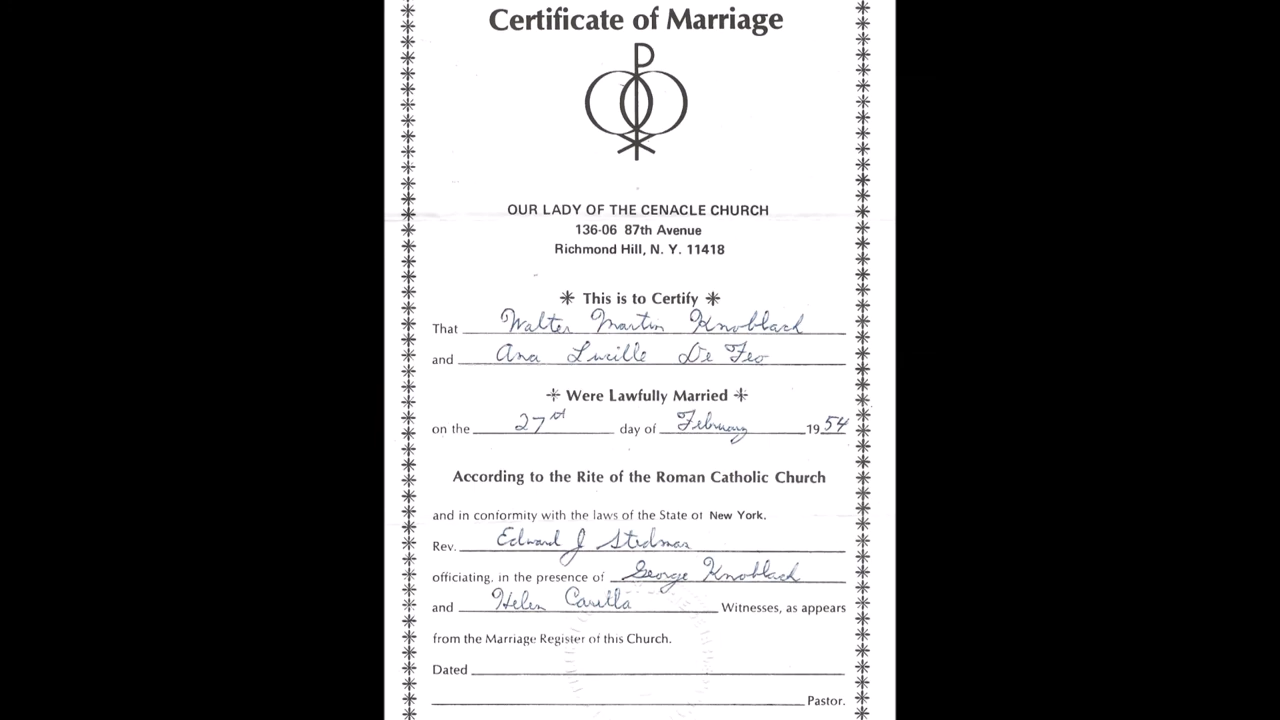 Certificate of Marriage
OUR LADY OF THE CENACLE CHURCH
136-06 87th Avenue
Richmond Hill, N. Y. 11418
This is to Certify
That Walter Martin Knoblach
and Ana Lucille De Feo
Were Lawfully Married
on the 27th day of February 1954
According to the Rite of the Roman Catholic Church
and in conformity with the laws of the State of New York.
Rev. Edward J Stedman
officiating, in the presence of George Knoblach
and Helen Witnesses, as appears
from the Marriage Register of this Church.
Dated
Pastor.